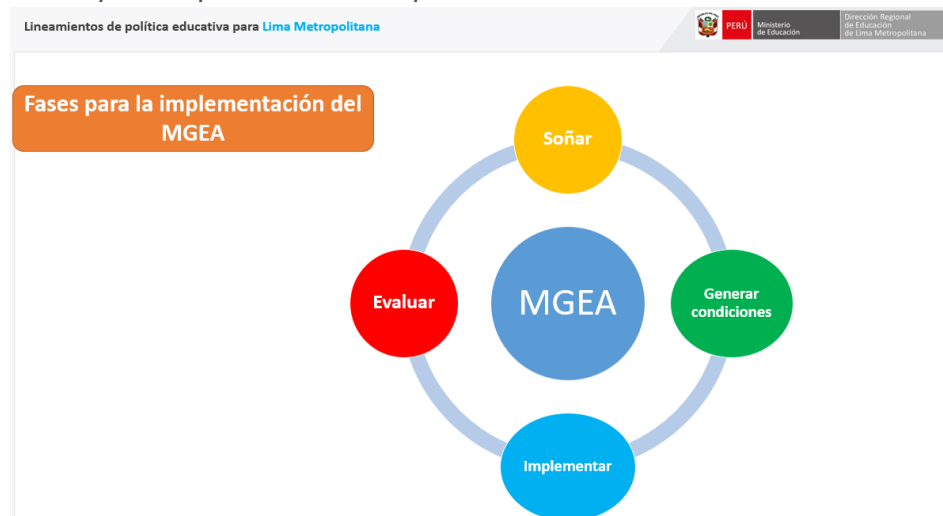 Lineamientos de política educativa para Lima Metropolitana
PERÚ
Ministerio
de Educación
Dirección Regional
de Educación
de Lima Metropolitana
Fases para la implementación del
MGEA
Soñar
Evaluar
MGEA
Generar
condiciones
Implementar